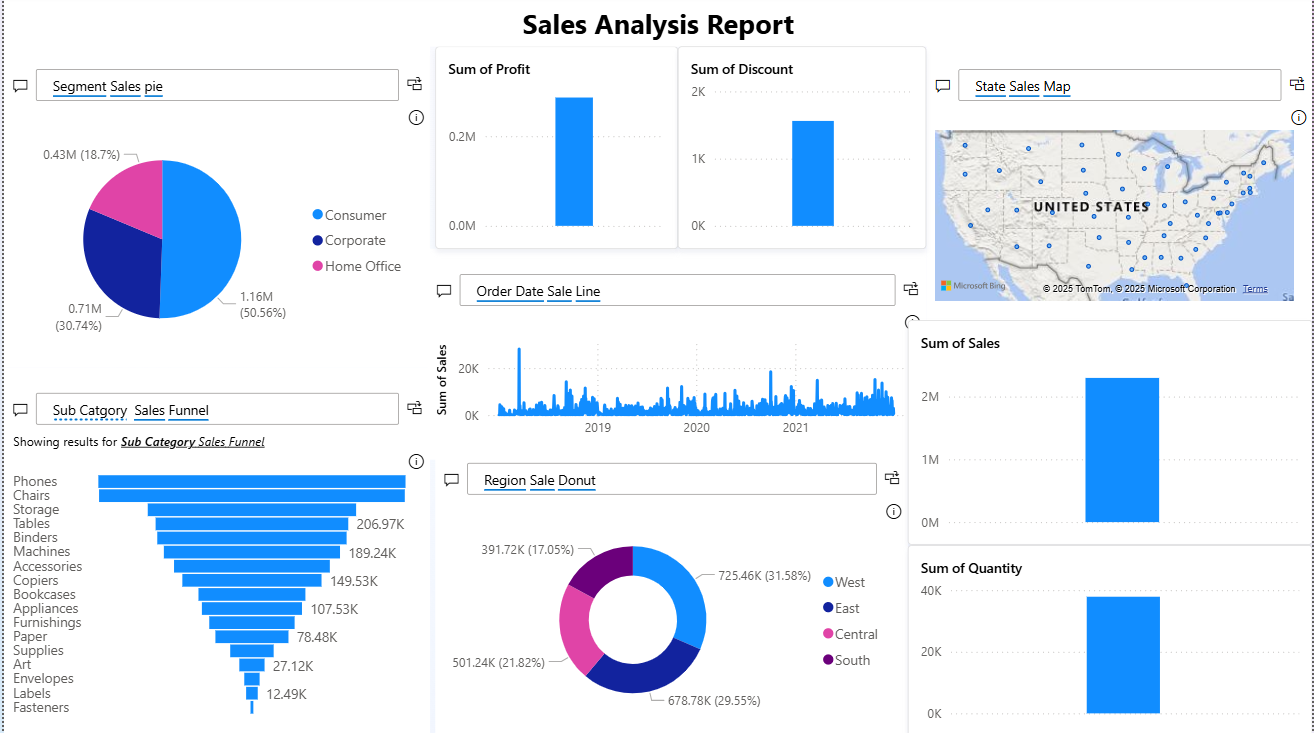 Sales Analysis Report
Segment Sales pie
0.43M (18.7%)
Consumer
Corporate
Home Office
1.16M
(50.56%)
0.71M
(30.74%)
Sum of Profit
0.2M
0.0M
Sum of Discount
2K
1K
0K
State Sales Map
UNITED STATES
Microsoft Bing
© 2025 TomTom, © 2025 Microsoft Corporation Terms
Sa
Order Date Sale Line
Sum of Sales
20K
0K
2019
2020
2021
Sum of Sales
2M
1M
0M
Sub Catgory Sales Funnel
Showing results for Sub Category Sales Funnel
Phones
Chairs
Storage
Tables 206.97K
Binders
Machines 189.24K
Accessories
Copiers 149.53K
Bookcases
Appliances 107.53K
Furnishings
Paper 78.48K
Supplies
Art 27.12K
Envelopes
Labels 12.49K
Fasteners
Region Sale Donut
391.72K (17.05%)
725.46K (31.58%)
501.24K (21.82%)
678.78K (29.55%)
West
East
Central
South
Sum of Quantity
40K
20K
0K